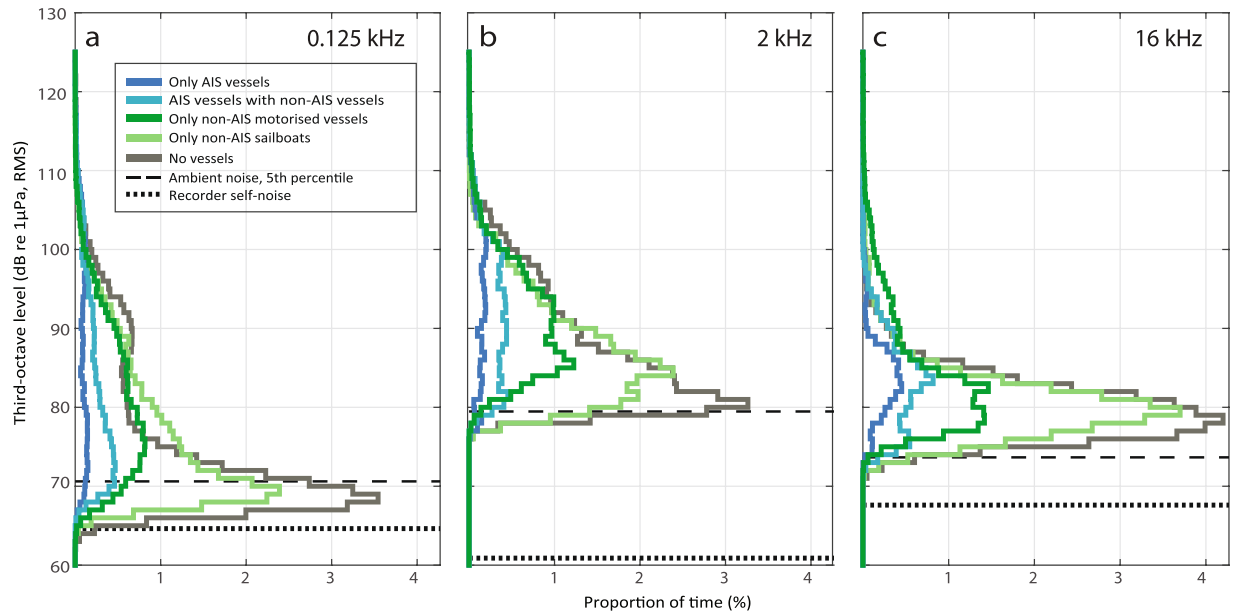 a
0.125 kHz
b
2 kHz
c
16 kHz
Only AIS vessels
AIS vessels with non-AIS vessels
Only non-AIS motorised vessels
Only non-AIS sailboats
No vessels
Ambient noise, 5th percentile
Recorder self-noise
Third-octave level (dB re 1µPa, RMS)
130
120
110
100
90
80
70
60
1 2 3 4 1 2 3 4 1 2 3 4
Proportion of time (%)